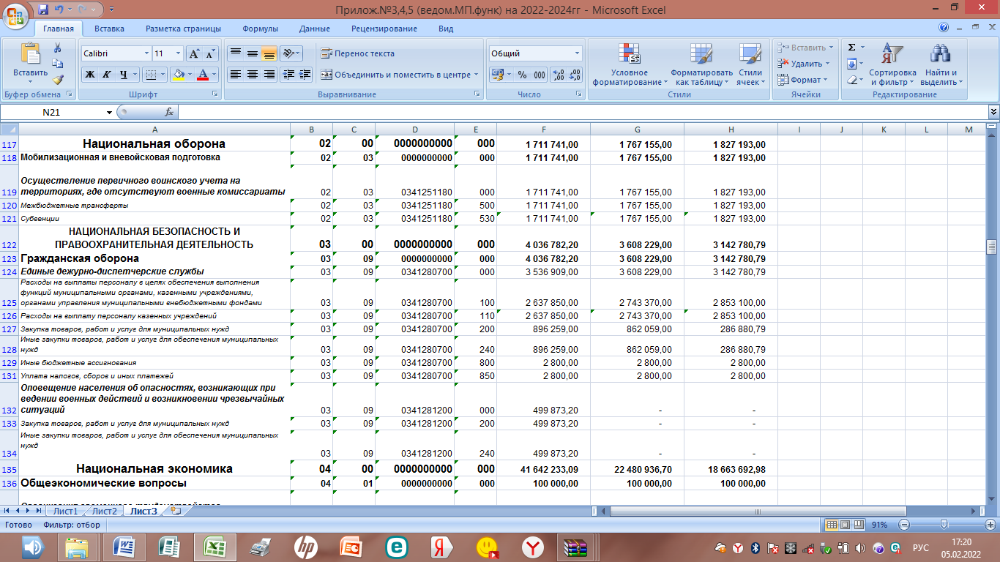 Прилож.№3,4,5 (ведом.МП.функ) на 2022-2024гг - Microsoft Excel
Главная Вставка Разметка страницы Формулы Данные Рецензирование Вид
Вставить
Буфер обмена
Calibri 11
Ж К Ч
Шрифт
Перенос текста
Объединить и поместить в центре
Выравнивание
Общий
% 000
Число
Условное форматирование
Форматировать как таблицу
Стили ячеек
Стили
Вставить
Удалить
Формат
Ячейки
Сортировка и фильтр
Найти и выделить
Редактирование
N21 fx
A B C D E F G H I J K L M
117 Национальная оборона 02 00 0000000000 000 1 711 741,00 1 767 155,00 1 827 193,00
118 Мобилизационная и вневойсковая подготовка 02 03 0000000000 000 1 711 741,00 1 767 155,00 1 827 193,00
Осуществление первичного воинского учета на
119 территориях, где отсутствуют военные комиссариаты 02 03 0341251180 000 1 711 741,00 1 767 155,00 1 827 193,00
120 Межбюджетные трансферты 02 03 0341251180 500 1 711 741,00 1 767 155,00 1 827 193,00
121 Субвенции 02 03 0341251180 530 1 711 741,00 1 767 155,00 1 827 193,00
НАЦИОНАЛЬНАЯ БЕЗОПАСНОСТЬ И
122 ПРАВООХРАНИТЕЛЬНАЯ ДЕЯТЕЛЬНОСТЬ 03 00 0000000000 000 4 036 782,20 3 608 229,00 3 142 780,79
123 Гражданская оборона 03 09 0000000000 000 4 036 782,20 3 608 229,00 3 142 780,79
124 Единые дежурно-диспетчерские службы 03 09 0341280700 000 3 536 909,00 3 608 229,00 3 142 780,79
Расходы на выплаты персоналу в целях обеспечения выполнения
функций муниципальными органами, казенными учреждениями,
125 органами управления муниципальными внебюджетными фондами 03 09 0341280700 100 2 637 850,00 2 743 370,00 2 853 100,00
126 Расходы на выплату персоналу казенных учреждений 03 09 0341280700 110 2 637 850,00 2 743 370,00 2 853 100,00
127 Закупка товаров, работ и услуг для муниципальных нужд 03 09 0341280700 200 896 259,00 862 059,00 286 880,79
Иные закупки товаров, работ и услуг для обеспечения муниципальных
128 нужд 03 09 0341280700 240 896 259,00 862 059,00 286 880,79
129 Иные бюджетные ассигнования 03 09 0341280700 800 2 800,00 2 800,00 2 800,00
131 Уплата налогов, сборов и иных платежей 03 09 0341280700 850 2 800,00 2 800,00 2 800,00
Оповещение населения об опасностях, возникающих при
ведении военных действий и возникновении чрезвычайных
132 ситуаций 03 09 0341281200 000 499 873,20 - -
133 Закупка товаров, работ и услуг для муниципальных нужд 03 09 0341281200 200 499 873,20 - -
Иные закупки товаров, работ и услуг для обеспечения муниципальных
нужд
134 03 09 0341281200 240 499 873,20 - -
135 Национальная экономика 04 00 0000000000 000 41 642 233,09 22 480 936,70 18 663 692,98
136 Общеэкономические вопросы 04 01 0000000000 000 100 000,00 100 000,00 100 000,00
Лист1 Лист2 Лист3
Готово Фильтр: отбор 91%
РУС 17:20
05.02.2022